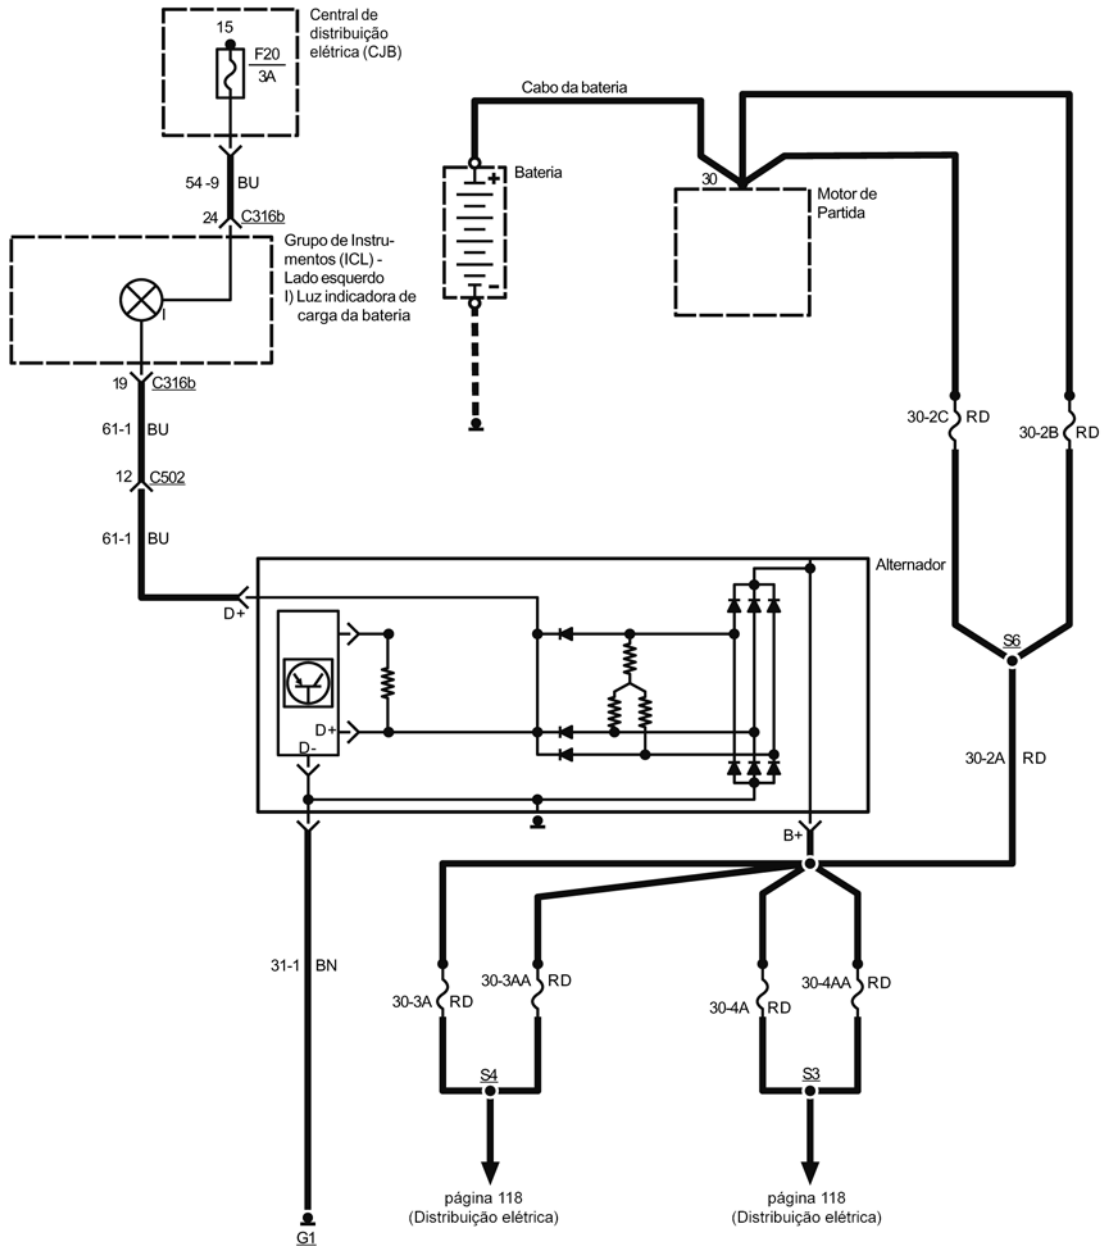 15
Central de
distribuição
elétrica (CJB)
F20
3A
Cabo da bateria
Bateria
+
-
30
Motor de
Partida
54 -9 BU
24 C316b
Grupo de Instru-
mentos (ICL) -
Lado esquerdo
I) Luz indicadora de
carga da bateria
I
19 C316b
61-1 BU
12 C502
61-1 BU
30-2C RD
30-2B RD
D+
Alternador
S6
D+
D-
30-2A RD
B+
31-1 BN
30-3A RD
30-3AA RD
30-4A RD
30-4AA RD
S4
S3
página 118
(Distribuição elétrica)
página 118
(Distribuição elétrica)
G1